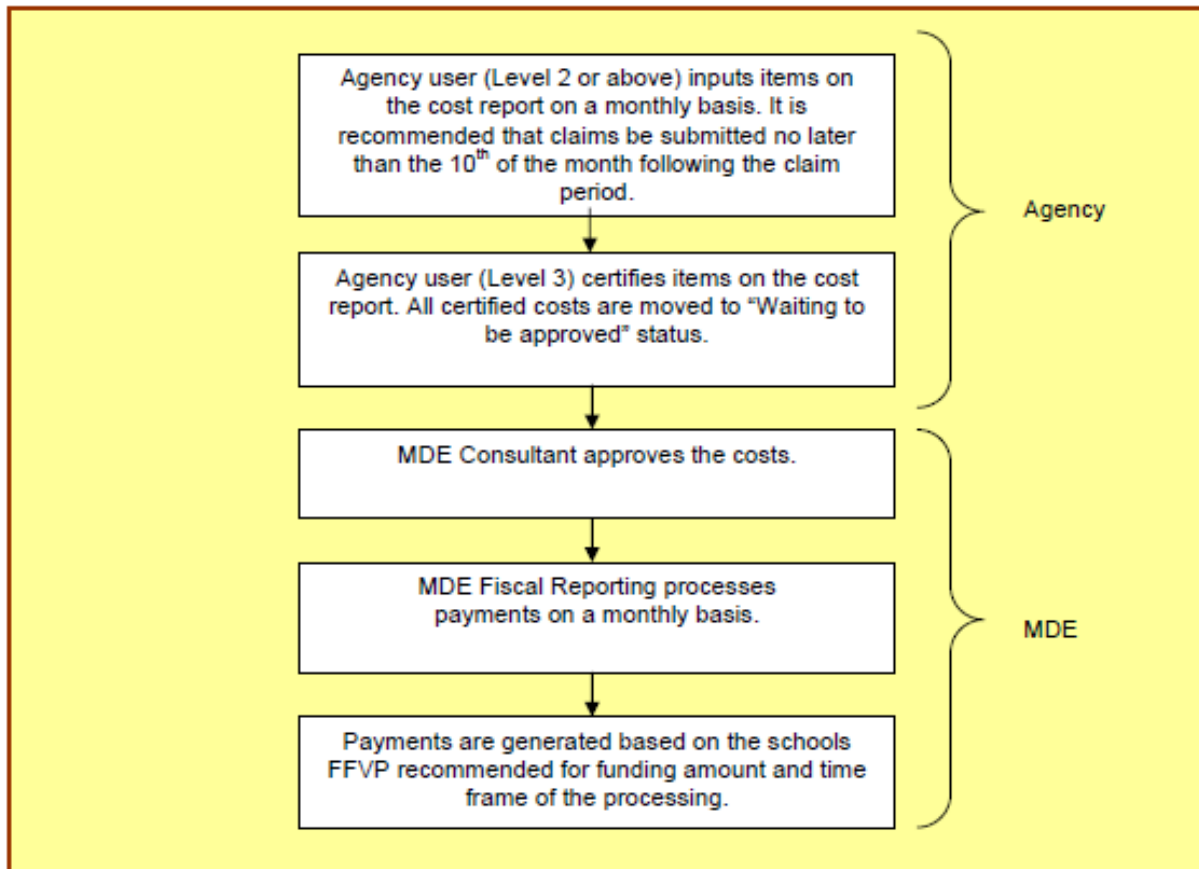 Agency user (Level 2 or above) inputs items on
the cost report on a monthly basis. It is
recommended that claims be submitted no later
than the 10th of the month following the claim
period.
Agency
Agency user (Level 3) certifies items on the cost
report. All certified costs are moved to “Waiting to
be approved” status.
MDE Consultant approves the costs.
MDE Fiscal Reporting processes
payments on a monthly basis.
MDE
Payments are generated based on the schools
FFVP recommended for funding amount and time
frame of the processing.